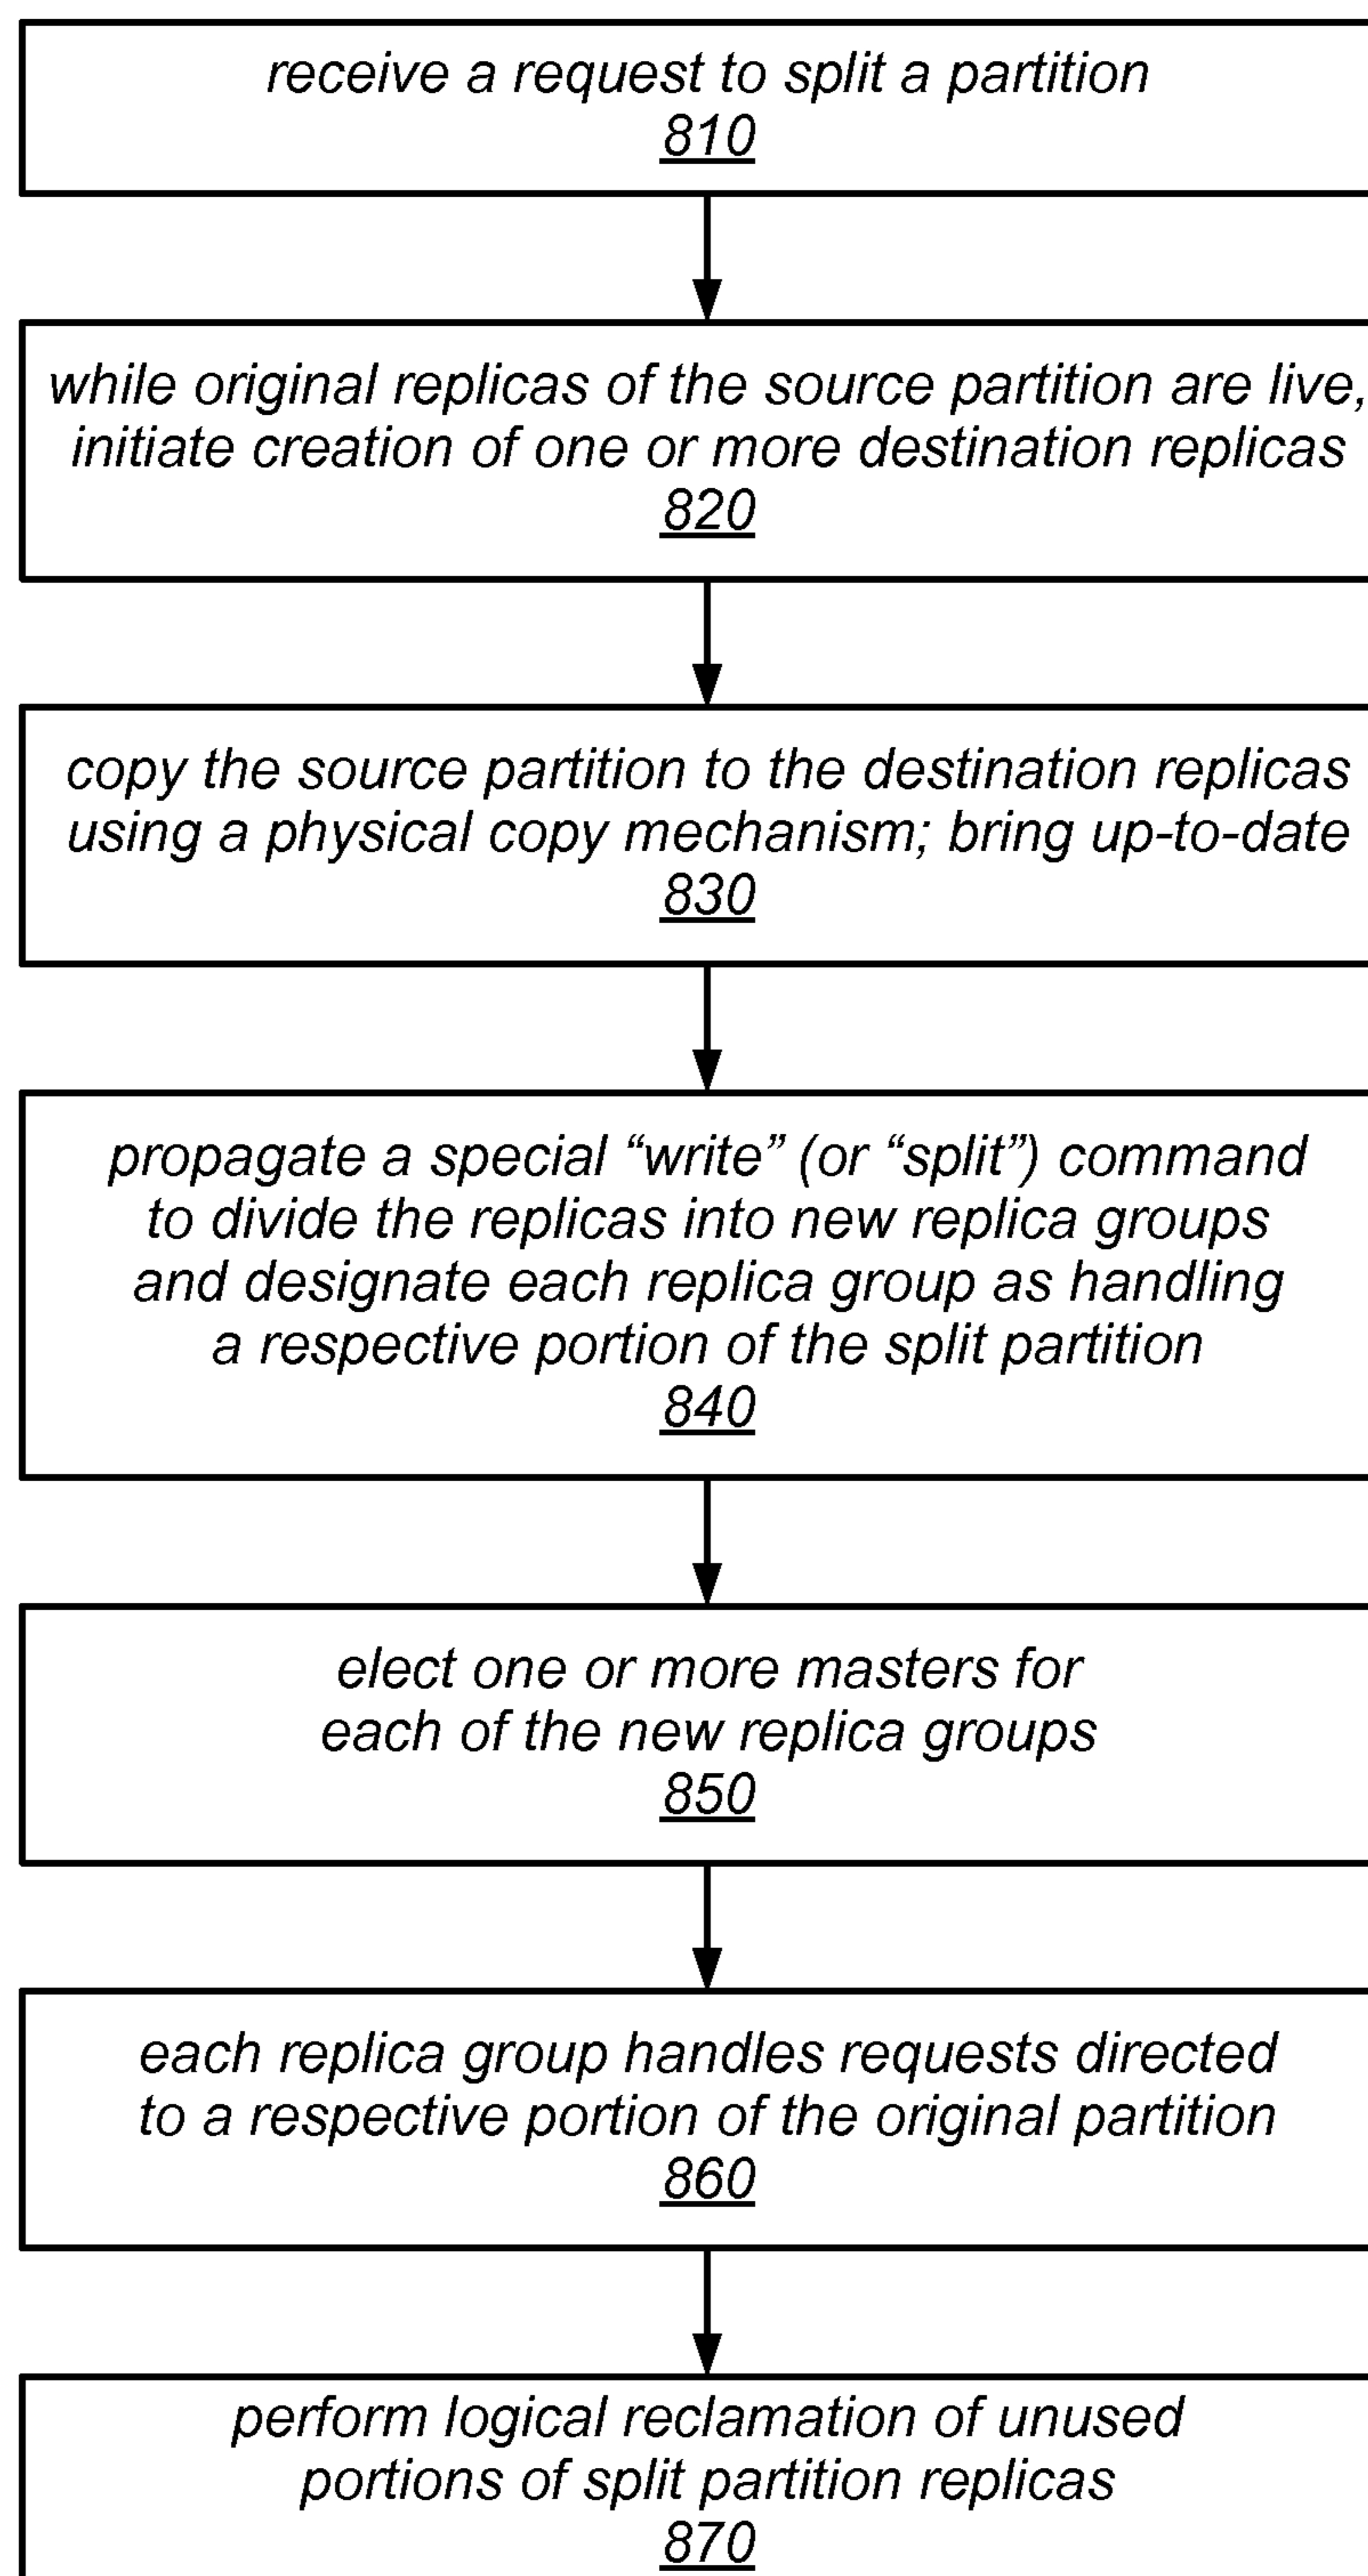 receive a request to split a partition
810
while original replicas of the source partition are live,
initiate creation of one or more destination replicas
820
copy the source partition to the destination replicas
using a physical copy mechanism; bring up-to-date
830
propagate a special “write” (or “split”) command
to divide the replicas into new replica groups
and designate each replica group as handling
a respective portion of the split partition
840
elect one or more masters for
each of the new replica groups
850
each replica group handles requests directed
to a respective portion of the original partition
860
perform logical reclamation of unused
portions of split partition replicas
870